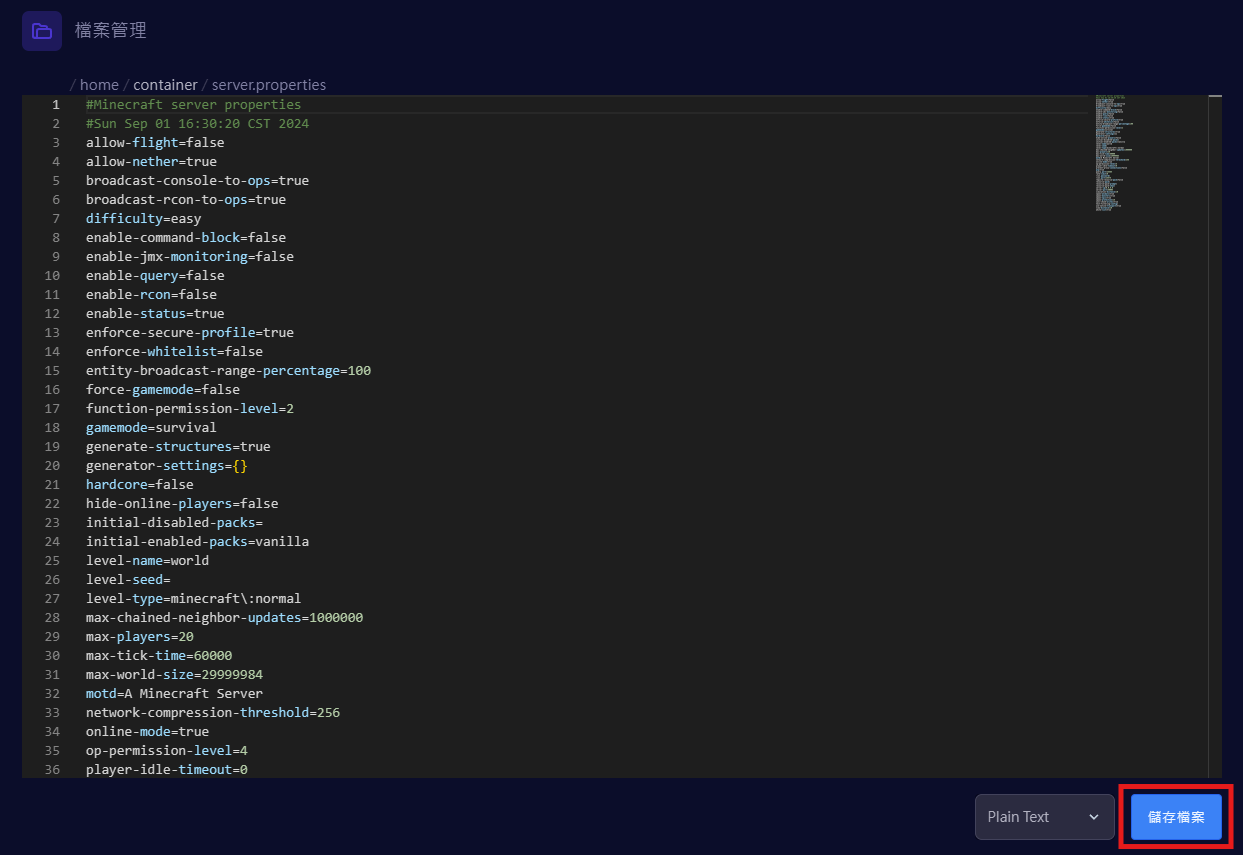 檔案管理
/ home / container / server.properties
1 #Minecraft server properties
2 #Sun Sep 01 16:30:20 CST 2024
3 allow-flight=false
4 allow-nether=true
5 broadcast-console-to-ops=true
6 broadcast-rcon-to-ops=true
7 difficulty=easy
8 enable-command-block=false
9 enable-jmx-monitoring=false
10 enable-query=false
11 enable-rcon=false
12 enable-status=true
13 enforce-secure-profile=true
14 enforce-whitelist=false
15 entity-broadcast-range-percentage=100
16 force-gamemode=false
17 function-permission-level=2
18 gamemode=survival
19 generate-structures=true
20 generator-settings={}
21 hardcore=false
22 hide-online-players=false
23 initial-disabled-packs=
24 initial-enabled-packs=vanilla
25 level-name=world
26 level-seed=
27 level-type=minecraft\:normal
28 max-chained-neighbor-updates=1000000
29 max-players=20
30 max-tick-time=60000
31 max-world-size=29999984
32 motd=A Minecraft Server
33 network-compression-threshold=256
34 online-mode=true
35 op-permission-level=4
36 player-idle-timeout=0
Plain Text
儲存檔案